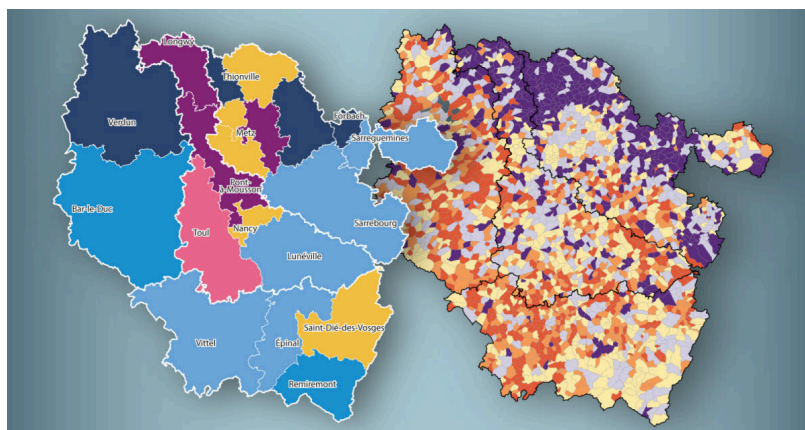 Longwy
Thionville
Verdun
Forbach
Metz
Sarreguemines
Pont-
à-Mousson
Bar-le-Duc
Sarrebourg
Toul
Nancy
Lunéville
Saint-Dié-des-Vosges
Vittel
Épinal
Remiremont